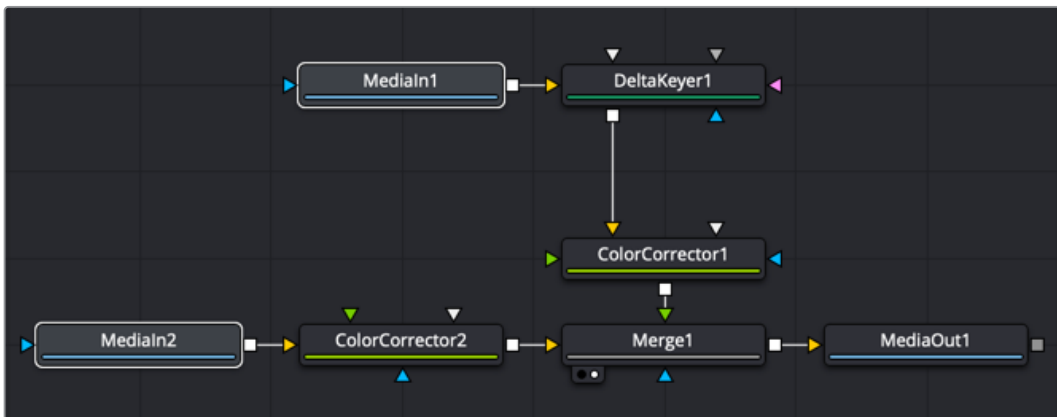 MediaIn1
DeltaKeyer1
ColorCorrector1
MediaIn2
ColorCorrector2
Merge1
MediaOut1